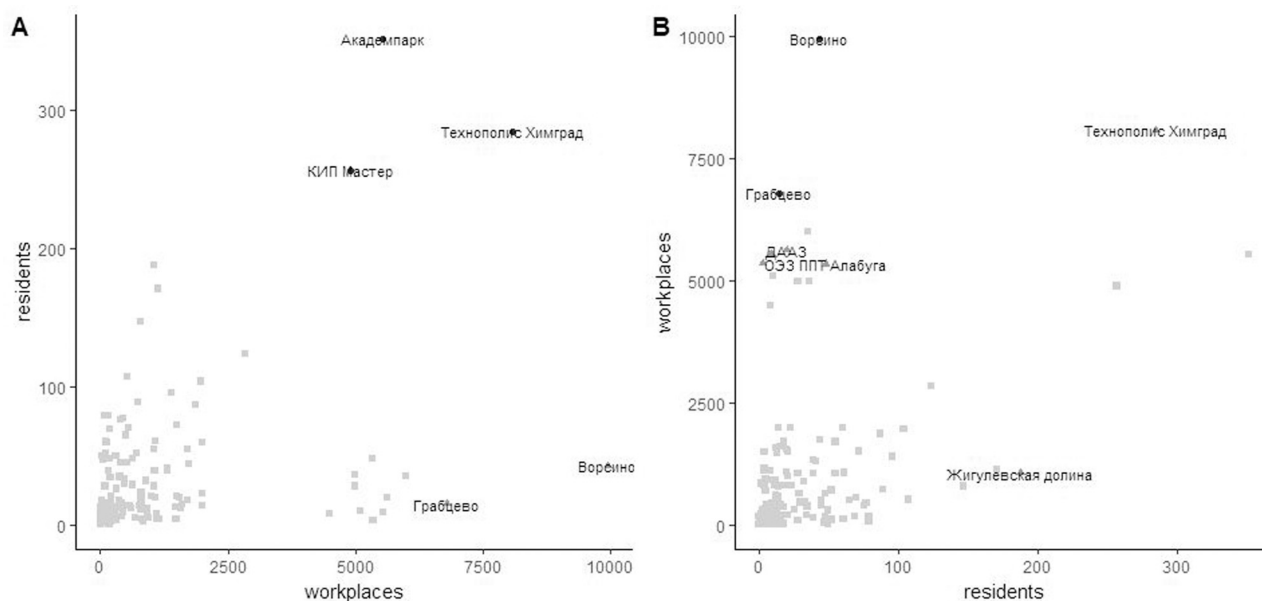 A
Академпарк
300
Технополис Химград
КИП Мастер
residents
200
100
Ворсино
Грабцево
0
0 2500 5000 7500 10000
workplaces
B
10000
Ворсино
Технополис Химград
7500
Грабцево
workplaces
ДААЗ
ОЭЗ ППТ Алабуга
5000
2500
Жигулевская долина
0
0 100 200 300
residents